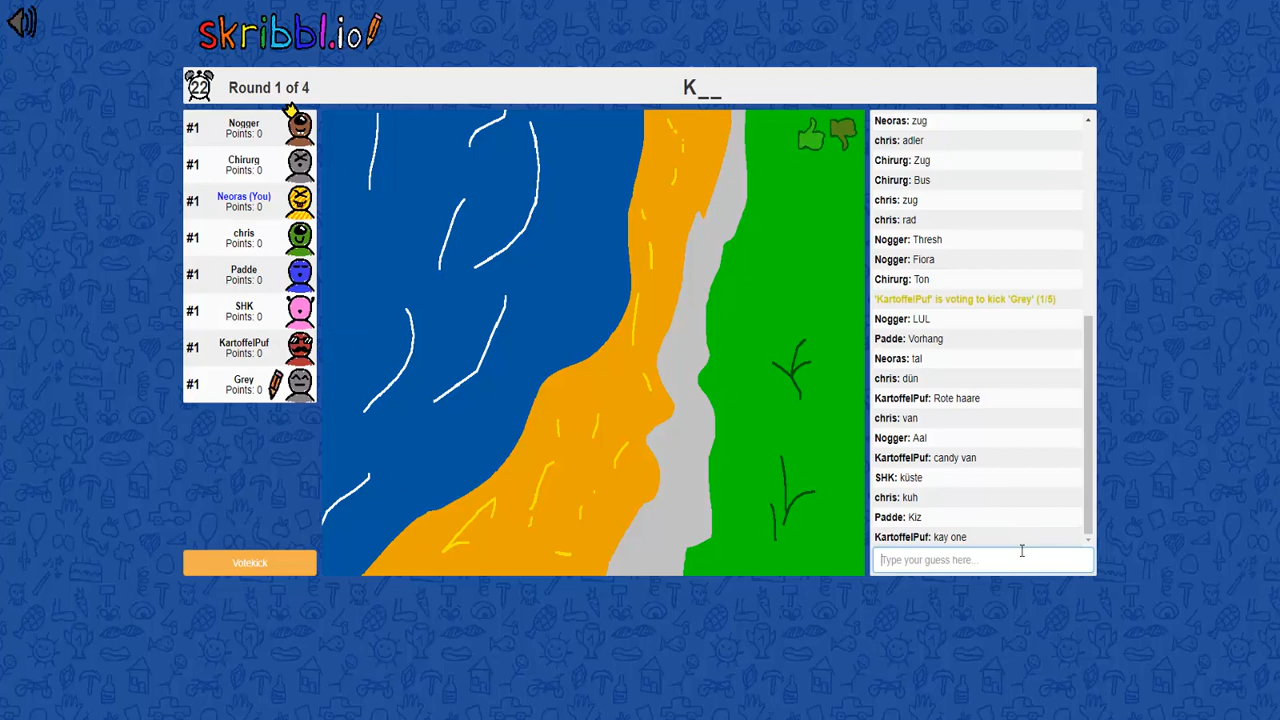 skribbl.io
22
Round 1 of 4
K__
#1
Nogger
Points: 0
#1
Chirurg
Points: 0
#1
Neoras (You)
Points: 0
#1
chris
Points: 0
#1
Padde
Points: 0
#1
SHK
Points: 0
#1
KartoffelPuf
Points: 0
#1
Grey
Points: 0
Votekick
Neoras: zug
chris: adler
Chirurg: Zug
Chirurg: Bus
chris: zug
chris: rad
Nogger: Thresh
Nogger: Fiora
Chirurg: Ton
'KartoffelPuf' is voting to kick 'Grey' (1/5)
Nogger: LUL
Padde: Vorhang
Neoras: tal
chris: dün
KartoffelPuf: Rote haare
chris: van
Nogger: Aal
KartoffelPuf: candy van
SHK: küste
chris: kuh
Padde: Kiz
KartoffelPuf: kay one
Type your guess here...